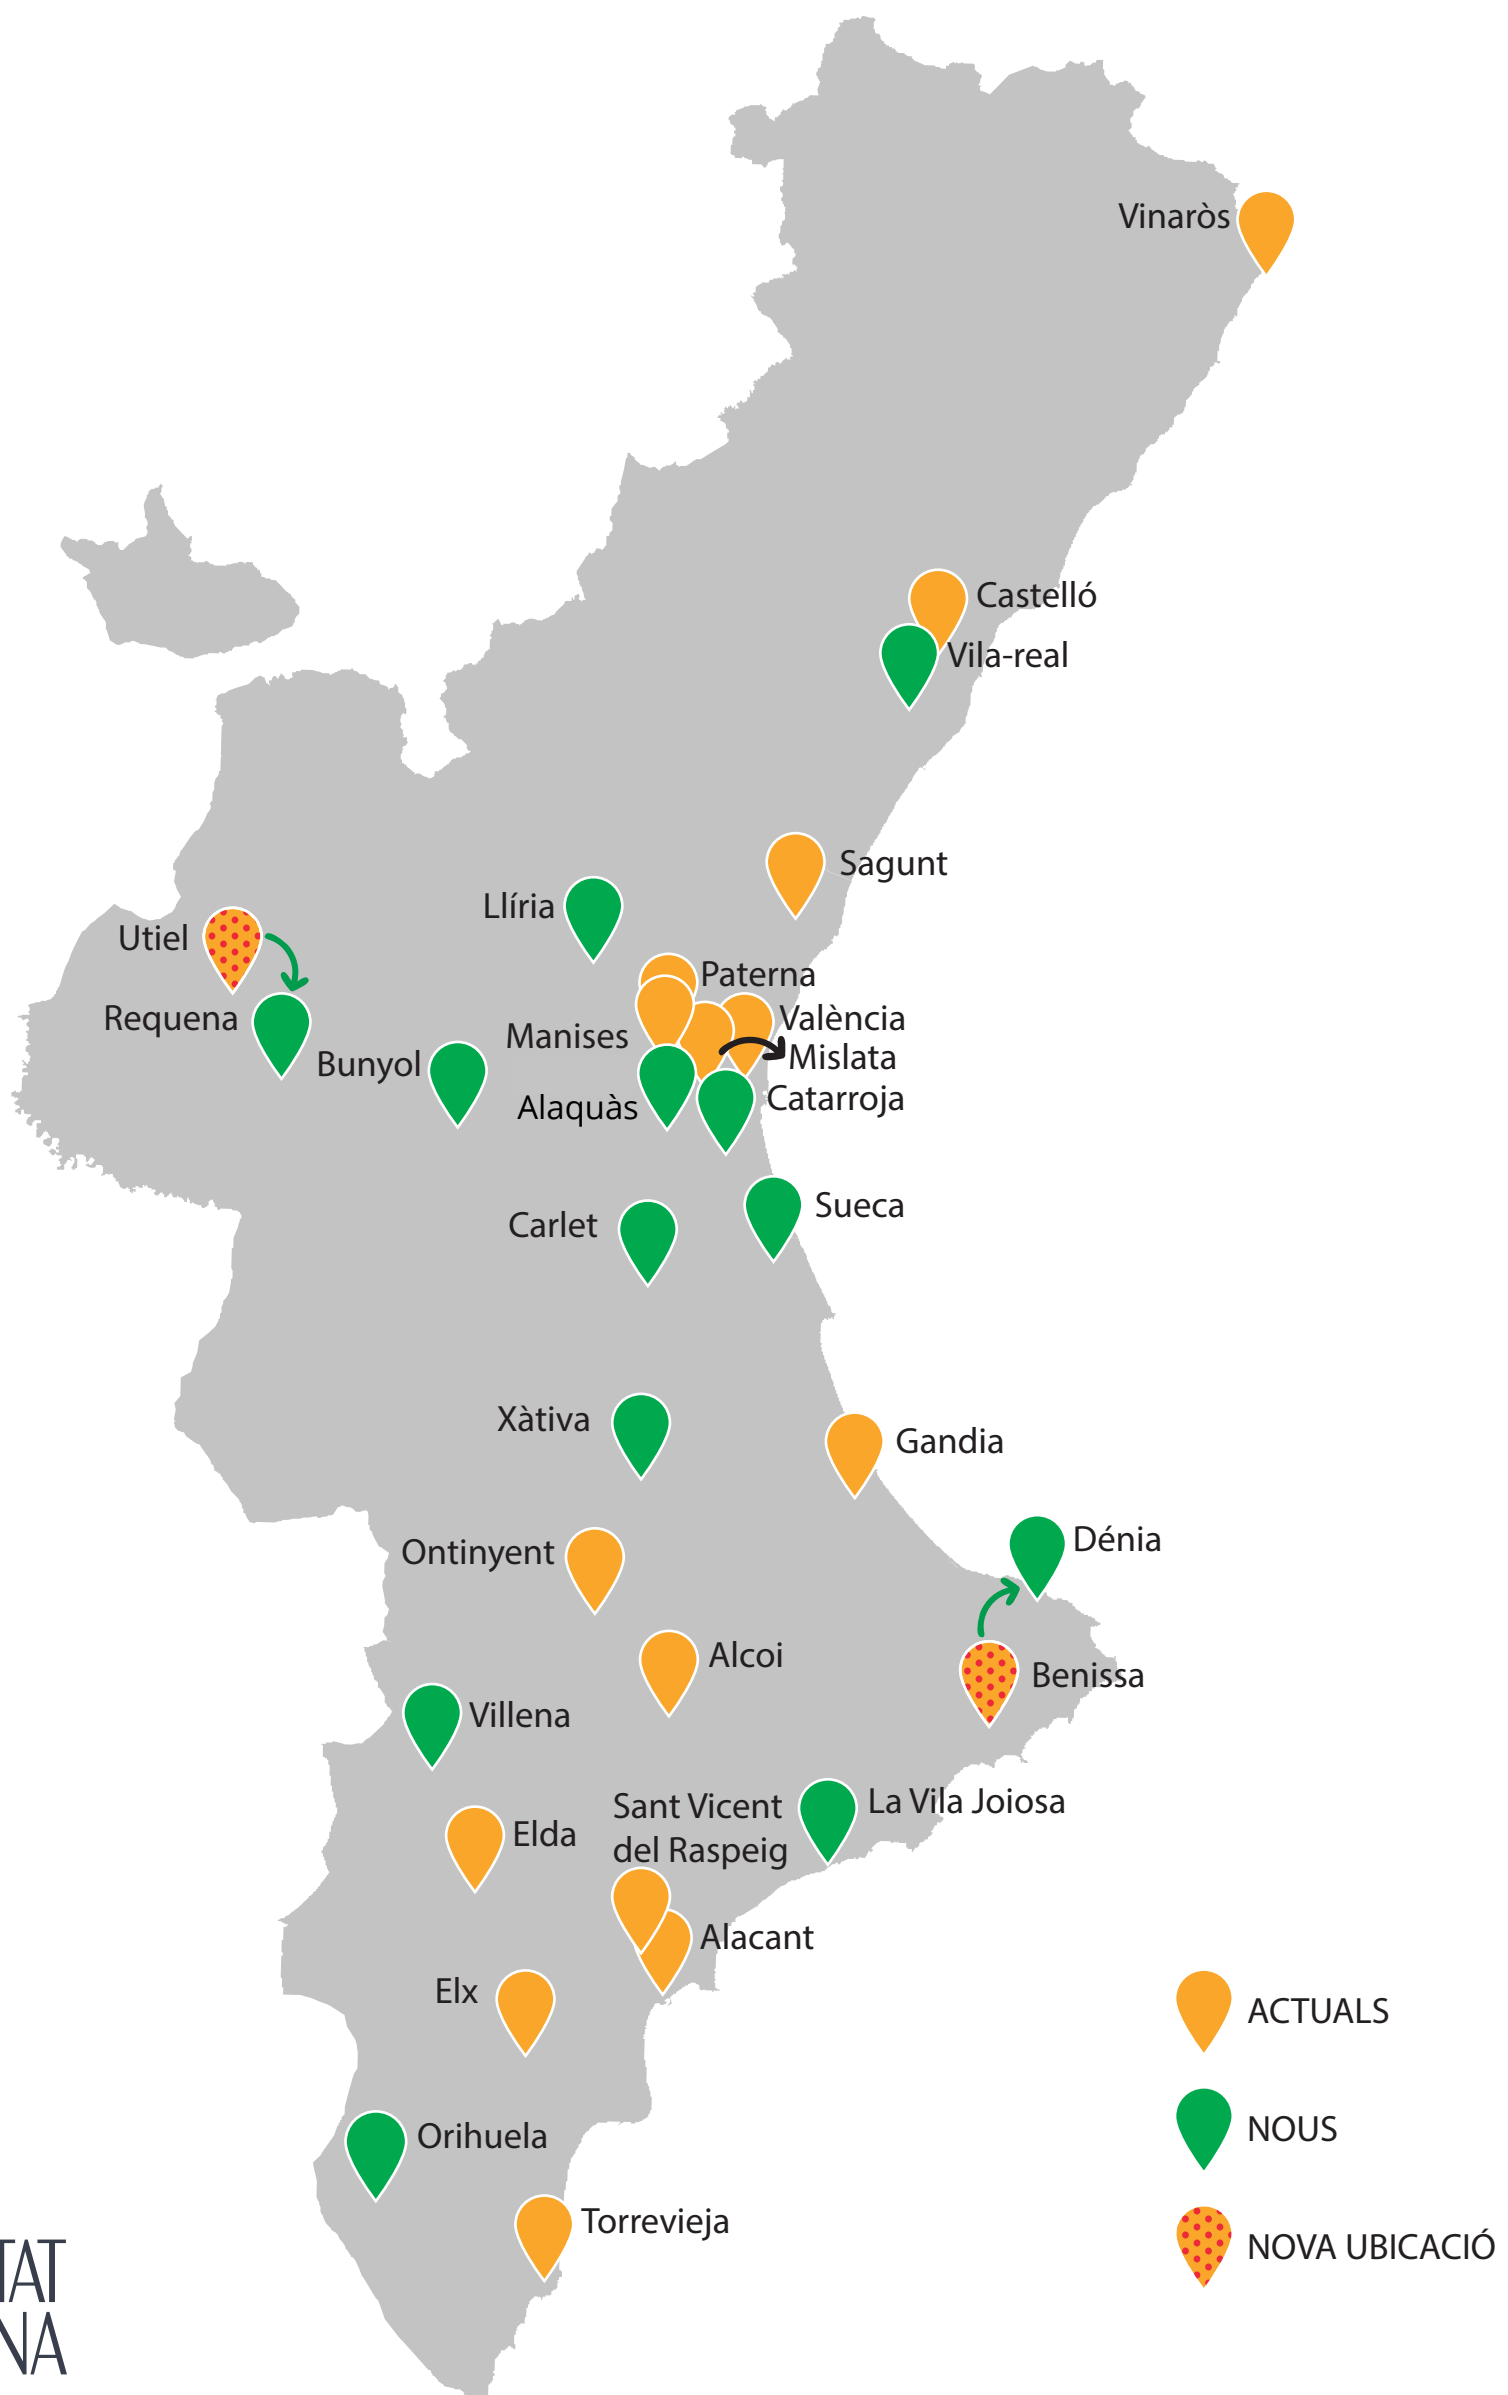 Vinaròs
Castelló
Vila-real
Sagunt
Llíria
Utiel
Paterna
Requena
València
Manises
Mislata
Bunyol
Catarroja
Alaquàs
Sueca
Carlet
Xàtiva
Gandia
Dénia
Ontinyent
Alcoi
Benissa
Villena
La Vila Joiosa
Sant Vicent
del Raspeig
Elda
Alacant
Elx
ACTUALS
NOUS
Orihuela
Torrevieja
NOVA UBICACIÓ
TAT
NA